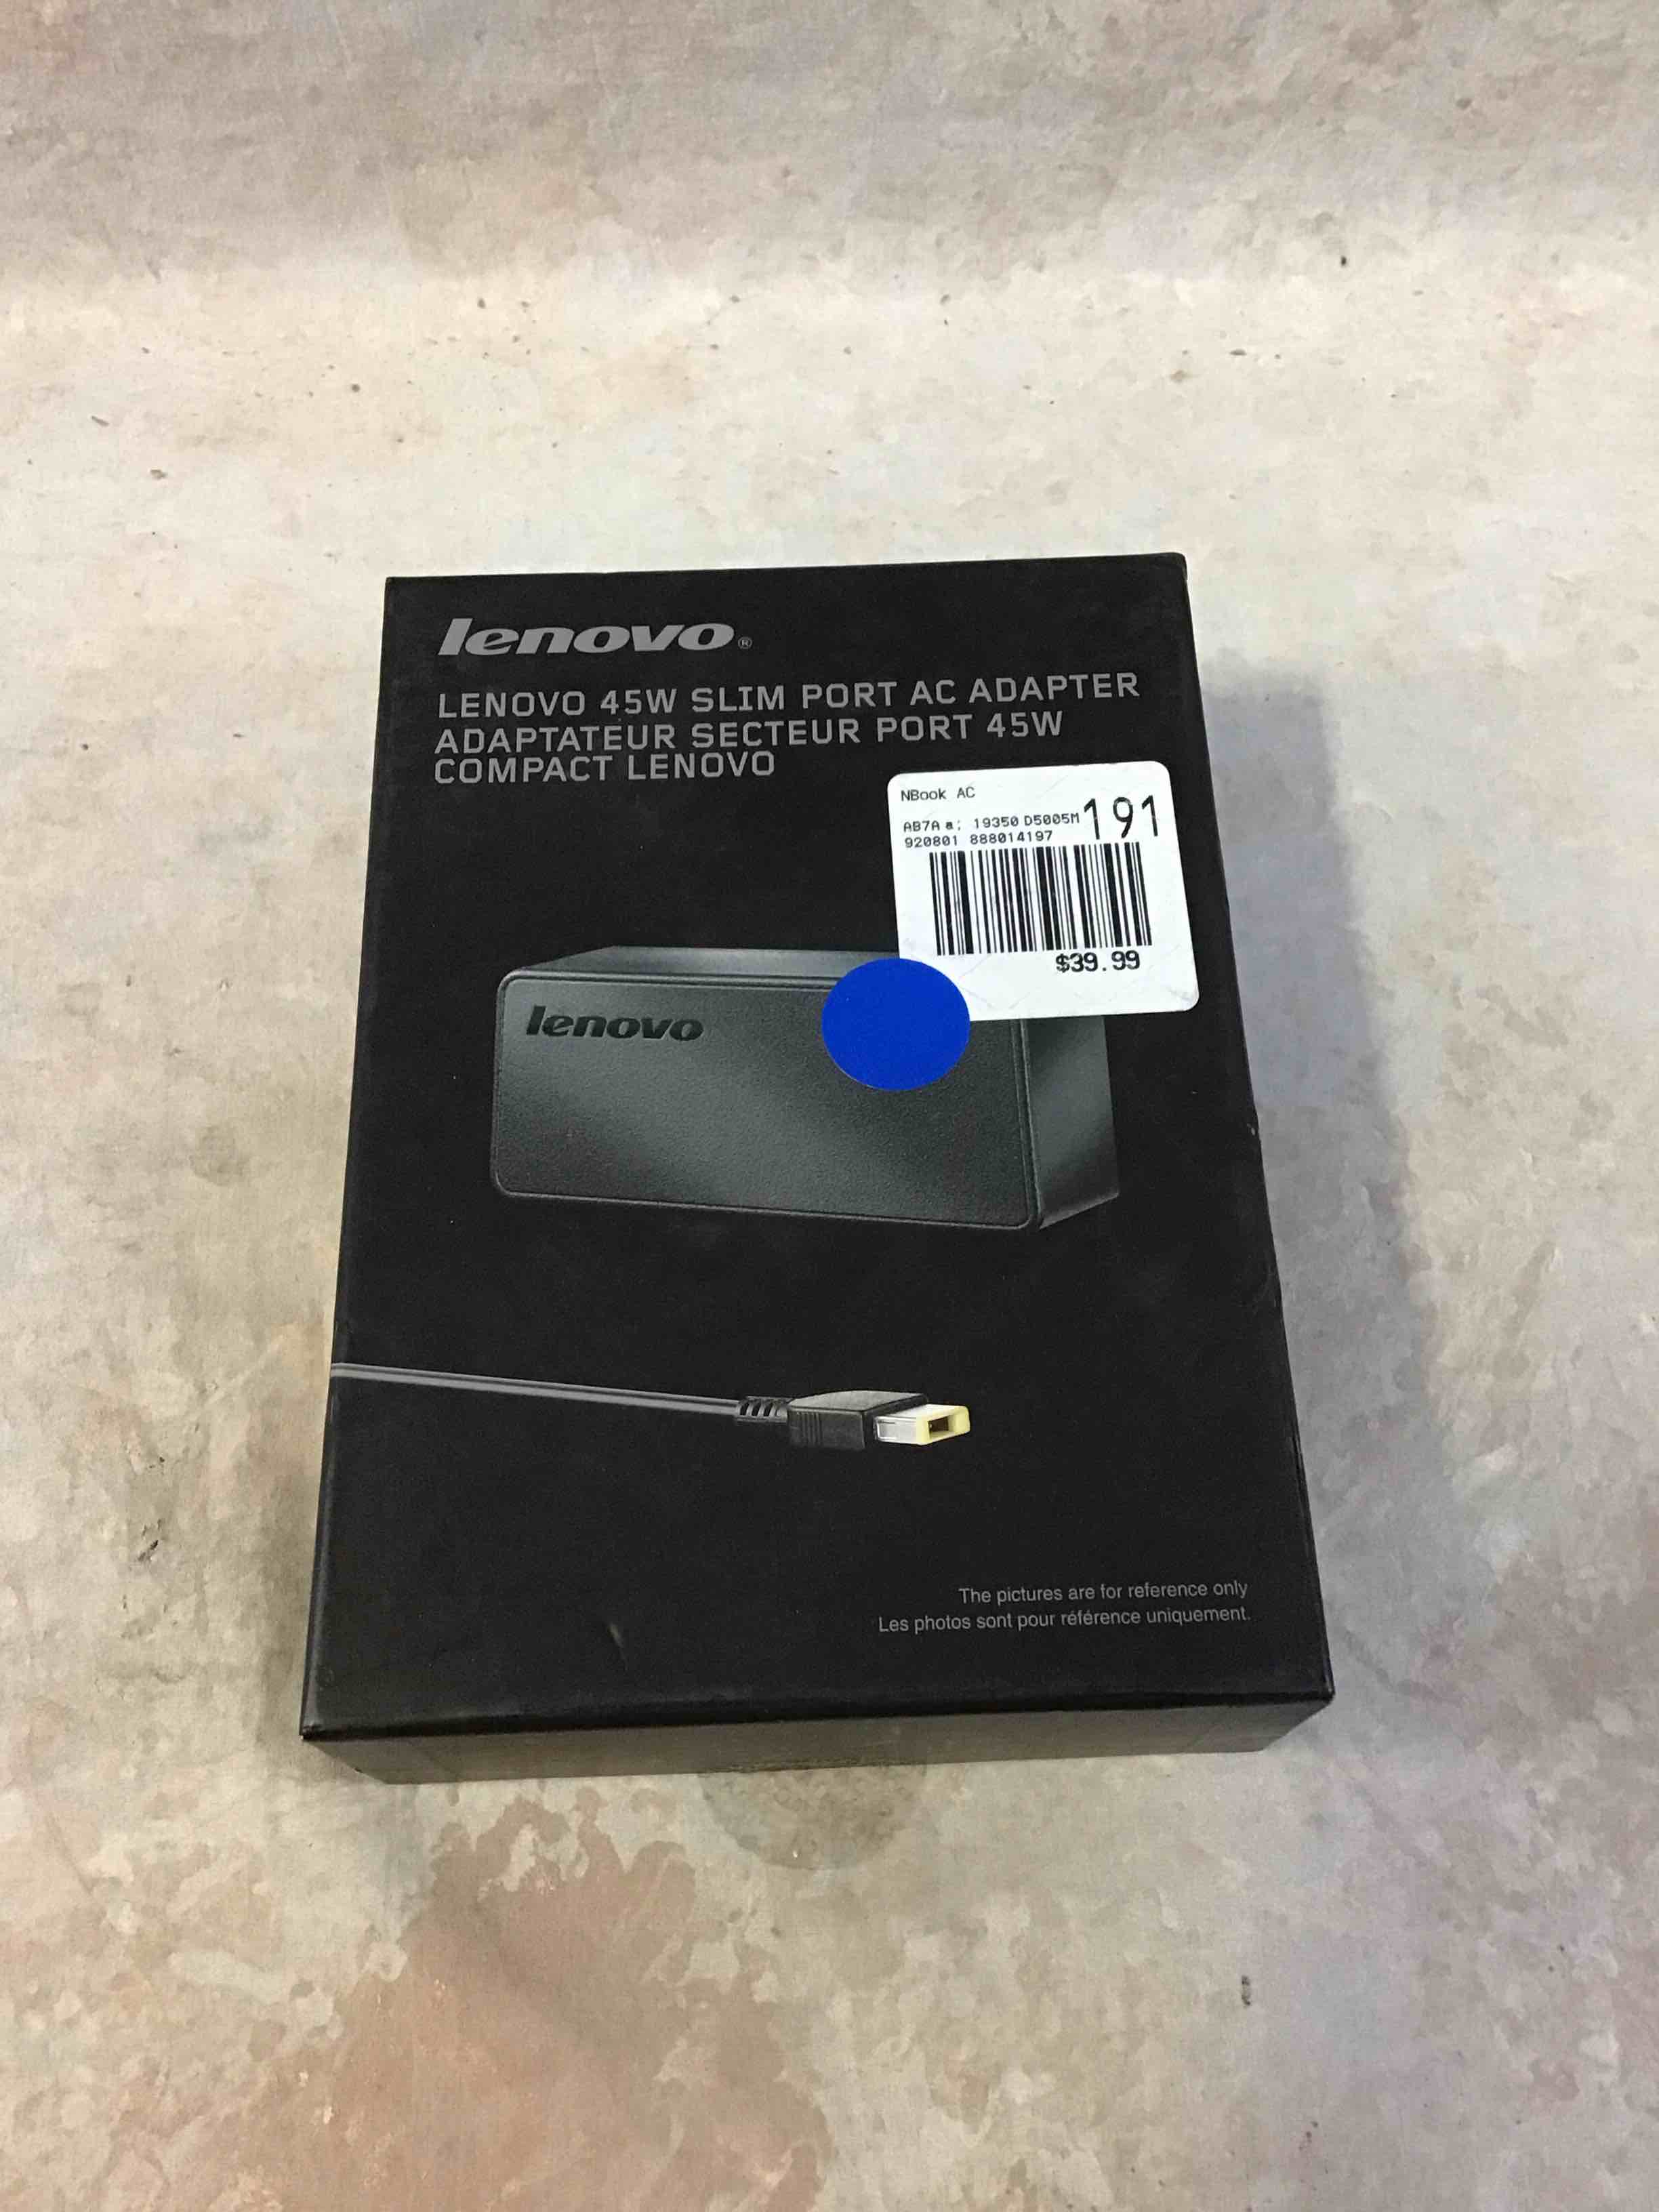 lenovo®
LENOVO 45W SLIM PORT AC ADAPTER
ADAPTATEUR SECTEUR PORT 45W
COMPACT LENOVO
NBook AC
AB7A a; 19350 D5005M 191
920801 888014197
$39.99
lenovo
The pictures are for reference only
Les photos sont pour référence uniquement.